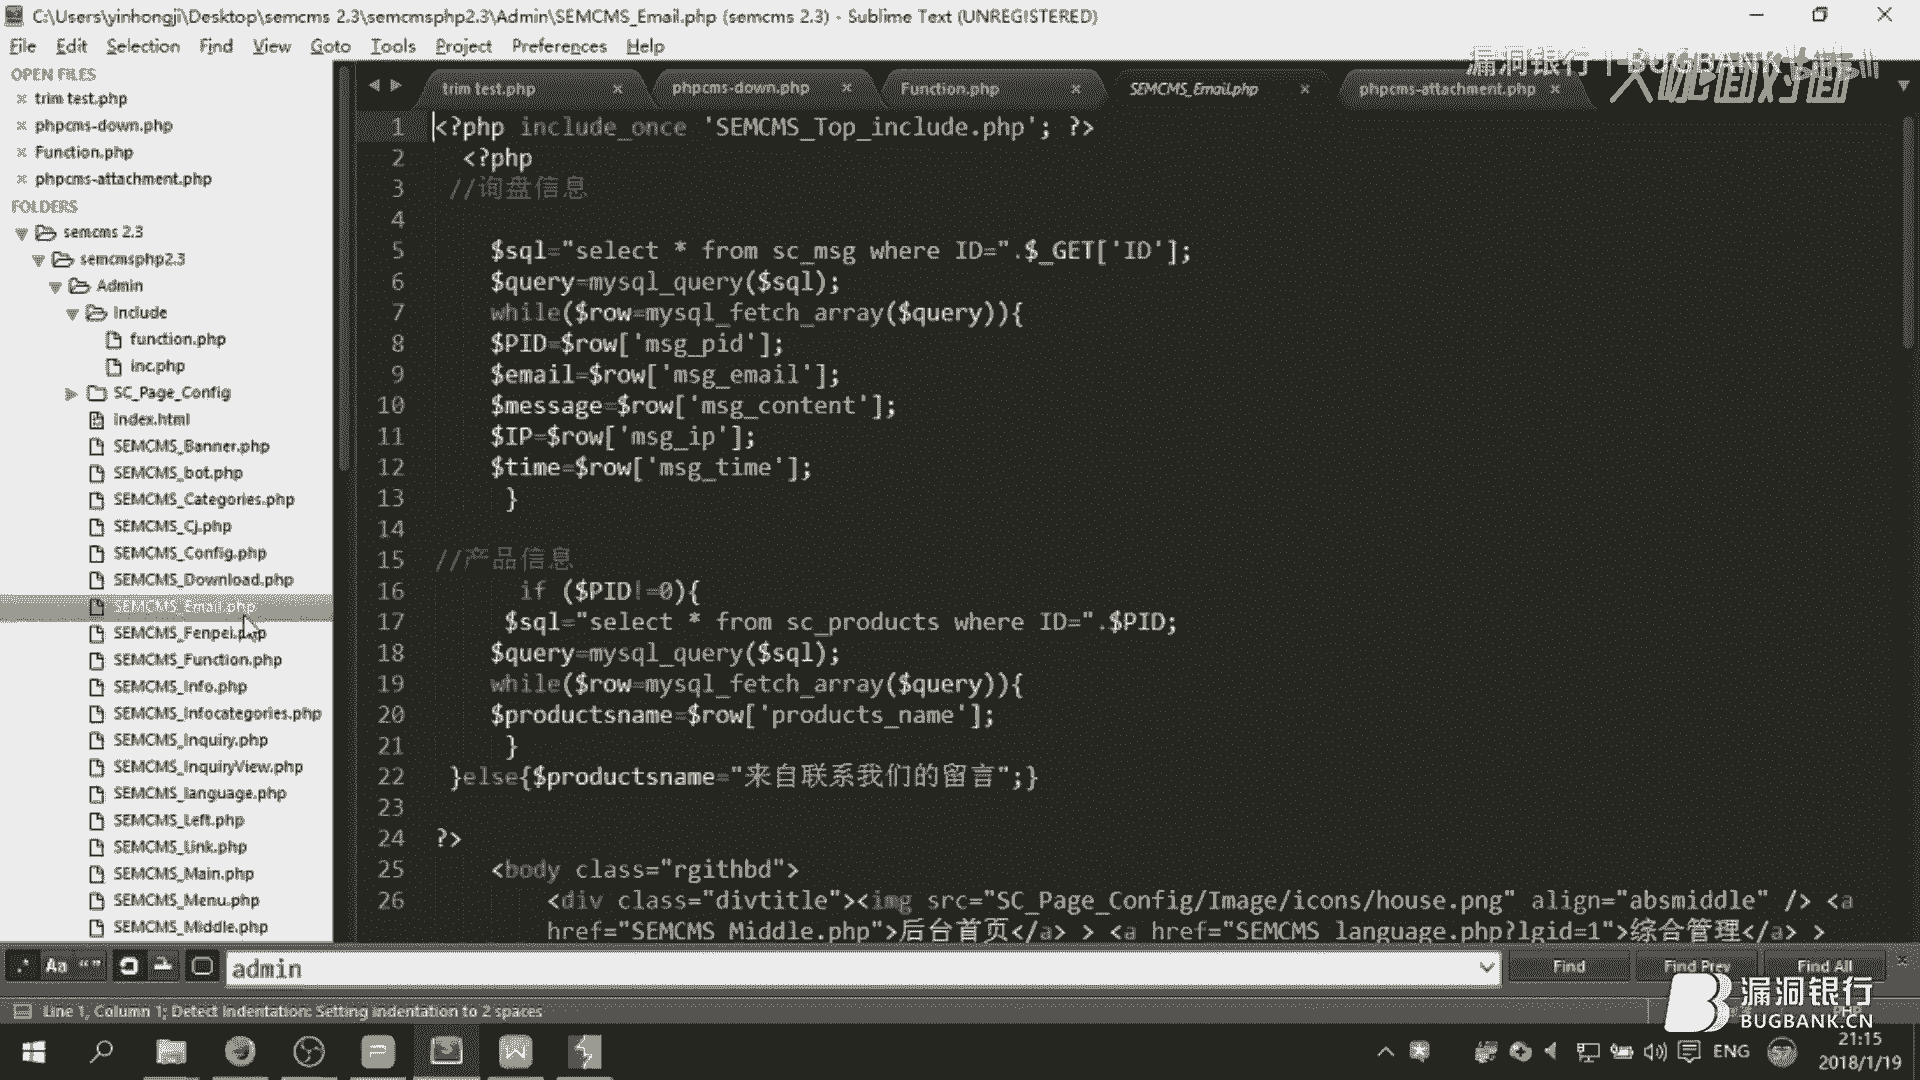 C:\Users\yinhongji\Desktop\semcms 2.3\semcmsphp2.3\Admin\SEMCMS_Email.php (semcms 2.3) - Sublime Text (UNREGISTERED)
File Edit Selection Find View Goto Tools Project Preferences Help
漏洞银行 | BUGBANK
大咖面对面
OPEN FILES
trim test.php
phpcms-down.php
Function.php
phpcms-attachment.php
FOLDERS
semcms 2.3
semcmsphp2.3
Admin
Include
function.php
inc.php
SC_Page_Config
index.html
SEMCMS_Banner.php
SEMCMS_bot.php
SEMCMS_Categories.php
SEMCMS_Cj.php
SEMCMS_Config.php
SEMCMS_Download.php
SEMCMS_Email.php
SEMCMS_Fenpei.php
SEMCMS_Function.php
SEMCMS_Info.php
SEMCMS_Infocategories.php
SEMCMS_Inquiry.php
SEMCMS_InquiryView.php
SEMCMS_language.php
SEMCMS_Left.php
SEMCMS_Link.php
SEMCMS_Main.php
SEMCMS_Menu.php
SEMCMS_Middle.php
trim test.php phpcms-down.php Function.php SEMCMS_Email.php phpcms-attachment.php
1 <?php include_once 'SEMCMS_Top_include.php'; ?>
2 <?php
3 //询盘信息
4
5 $sql="select * from sc_msg where ID=".$_GET['ID'];
6 $query=mysql_query($sql);
7 while($row=mysql_fetch_array($query)){
8 $PID=$row['msg_pid'];
9 $email=$row['msg_email'];
10 $message=$row['msg_content'];
11 $IP=$row['msg_ip'];
12 $time=$row['msg_time'];
13 }
14
15 //产品信息
16 if ($PID!=0){
17 $sql="select * from sc_products where ID=".$PID;
18 $query=mysql_query($sql);
19 while($row=mysql_fetch_array($query)){
20 $productsname=$row['products_name'];
21 }
22 }else{$productsname="来自联系我们的留言";}
23
24 ?>
25 <body class="rgithbd">
26 <div class="divtitle"><img src="SC_Page_Config/Image/icons/house.png" align="absmiddle" /> <a
href="SEMCMS_Middle.php">后台首页</a> > <a href="SEMCMS_language.php?lgid=1">综合管理</a> >
.* Aa “” admin Find Find Prev Find All
Line 1, Column 1; Detect Indentation: Setting indentation to 2 spaces
漏洞银行
BUGBANK.CN
ENG
57
21:15
2018/1/19